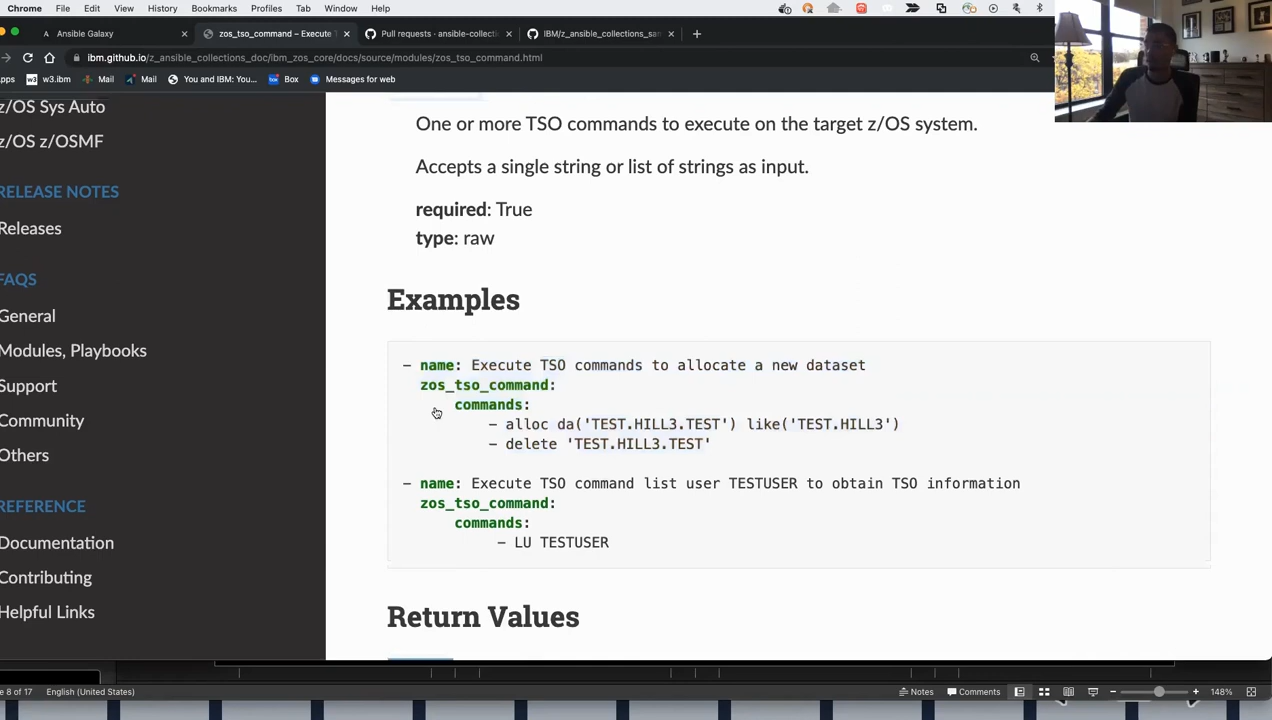 Chrome File Edit View History Bookmarks Profiles Tab Window Help
Ansible Galaxy × zos_tso_command – Execute T × Pull requests · ansible-collecti × IBM/z_ansible_collections_sam × +
ibm.github.io/z_ansible_collections_doc/ibm_zos_core/docs/source/modules/zos_tso_command.html
pps w3.ibm Mail Mail You and IBM: You... Box Messages for web
z/OS Sys Auto
z/OS z/OSMF
RELEASE NOTES
Releases
FAQS
General
Modules, Playbooks
Support
Community
Others
REFERENCE
Documentation
Contributing
Helpful Links
One or more TSO commands to execute on the target z/OS system.
Accepts a single string or list of strings as input.
required: True
type: raw
Examples
- name: Execute TSO commands to allocate a new dataset
zos_tso_command:
commands:
- alloc da('TEST.HILL3.TEST') like('TEST.HILL3')
- delete 'TEST.HILL3.TEST'
- name: Execute TSO command list user TESTUSER to obtain TSO information
zos_tso_command:
commands:
- LU TESTUSER
Return Values
e 8 of 17 English (United States) Notes Comments - + 148%